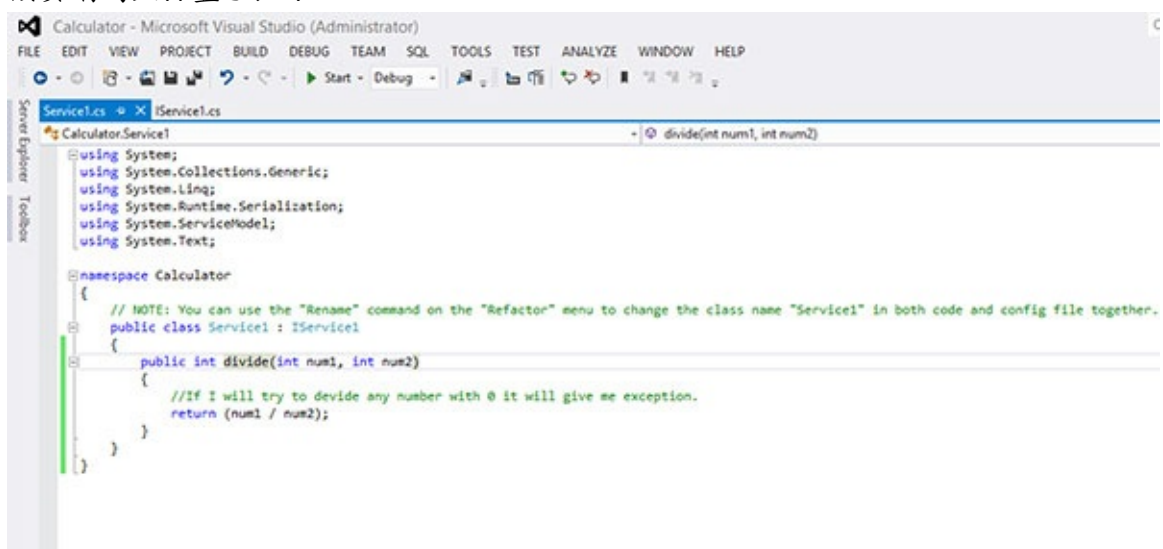 Calculator - Microsoft Visual Studio (Administrator)
FILE EDIT VIEW PROJECT BUILD DEBUG TEAM SQL TOOLS TEST ANALYZE WINDOW HELP
Start - Debug
Service1.cs IService1.cs
Calculator.Service1 divide(int num1, int num2)
Server Explorer
Toolbox
using System;
using System.Collections.Generic;
using System.Linq;
using System.Runtime.Serialization;
using System.ServiceModel;
using System.Text;
namespace Calculator
{
// NOTE: You can use the "Rename" command on the "Refactor" menu to change the class name "Service1" in both code and config file together.
public class Service1 : IService1
{
public int divide(int num1, int num2)
{
//If I will try to devide any number with 0 it will give me exception.
return (num1 / num2);
}
}
}